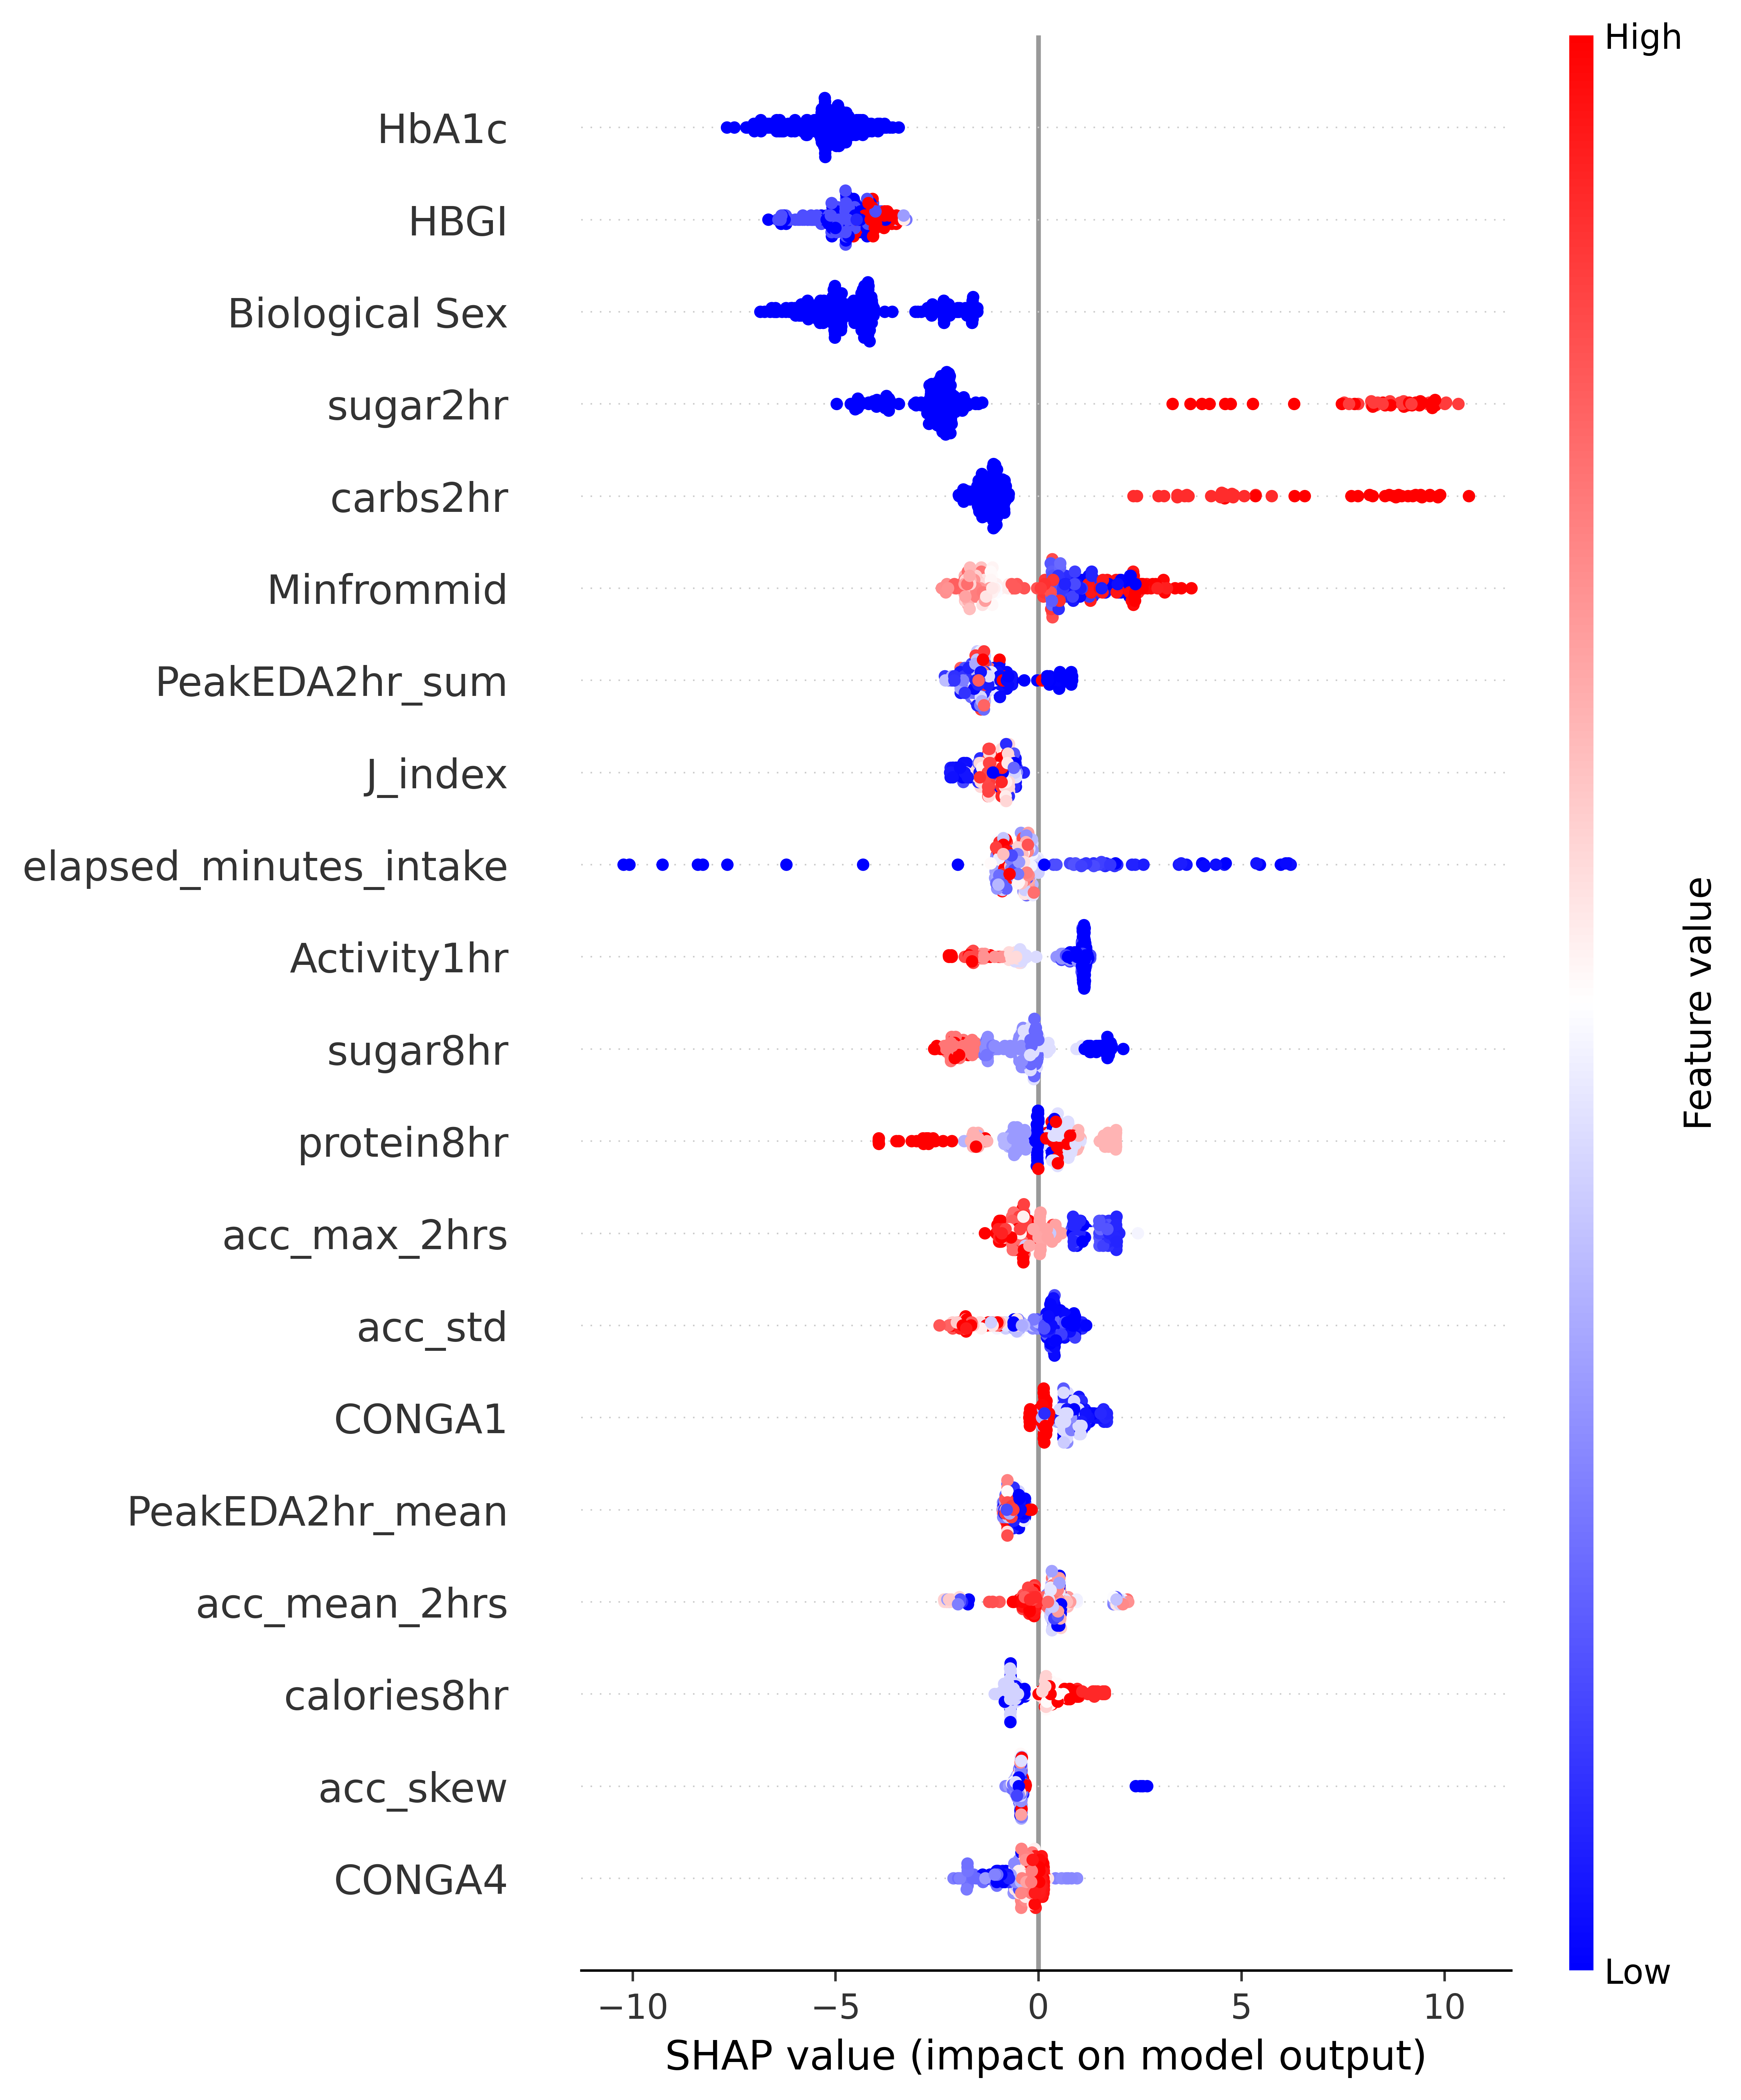 High
HbA1c
HBGI
Biological Sex
sugar2hr
carbs2hr
Minfrommid
PeakEDA2hr_sum
J_index
elapsed_minutes_intake
Activity1hr
sugar8hr
protein8hr
acc_max_2hrs
acc_std
CONGA1
PeakEDA2hr_mean
acc_mean_2hrs
calories8hr
acc_skew
CONGA4
Feature value
Low
−10 −5 0 5 10
SHAP value (impact on model output)